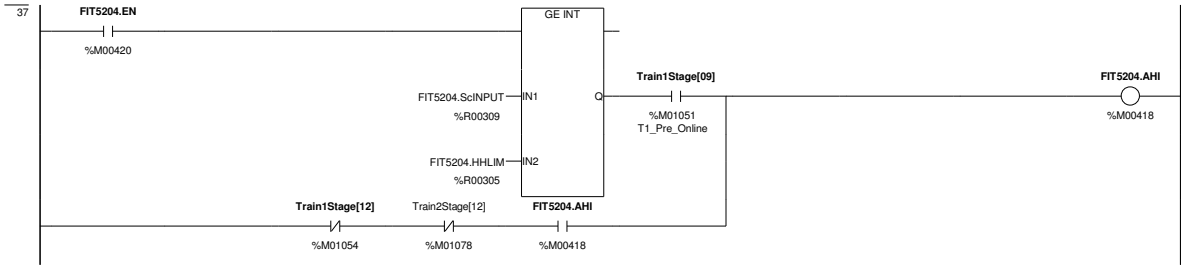 37
FIT5204.EN
%M00420
GE INT
FIT5204.ScINPUT
IN1
Q
%R00309
Train1Stage[09]
%M01051
T1_Pre_Online
FIT5204.AHI
%M00418
FIT5204.HHLIM
IN2
%R00305
Train1Stage[12]
Train2Stage[12]
FIT5204.AHI
%M01054
%M01078
%M00418